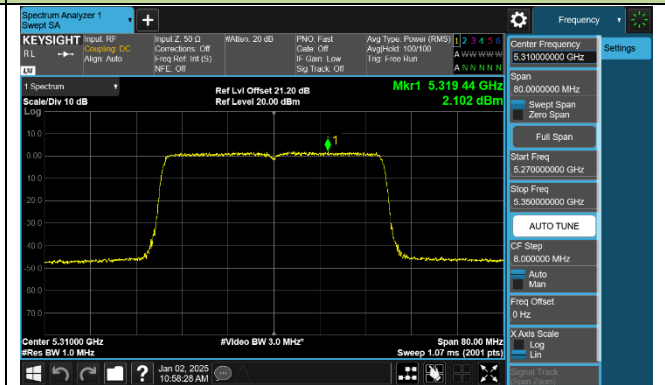 Spectrum Analyzer 1
Swept SA
Frequency
KEYSIGHT
RL
LXI
Input: RF
Coupling: DC
Align: Auto
Input Z: 50 Ω
Corrections: Off
Freq Ref: Int (S)
NFE: Off
#Atten: 20 dB
PNO: Fast
Gate: Off
IF Gain: Low
Sig Track: Off
Avg Type: Power (RMS)
Avg|Hold: 100/100
Trig: Free Run
1 2 3 4 5 6
A W W W W W
A N N N N N
Center Frequency
5.310000000 GHz
Settings
Span
80.0000000 MHz
Swept Span
Zero Span
Full Span
Start Freq
5.270000000 GHz
Stop Freq
5.350000000 GHz
AUTO TUNE
CF Step
8.000000 MHz
Auto
Man
Freq Offset
0 Hz
X Axis Scale
Log
Lin
Signal Track
(Span Zoom)
1 Spectrum
Scale/Div 10 dB
Log
Ref Lvl Offset 21.20 dB
Ref Level 20.00 dBm
Mkr1 5.319 44 GHz
2.102 dBm
1
10.0
0.00
-10.0
-20.0
-30.0
-40.0
-50.0
-60.0
-70.0
Center 5.31000 GHz
#Res BW 1.0 MHz
#Video BW 3.0 MHz*
Span 80.00 MHz
Sweep 1.07 ms (2001 pts)
?
Jan 02, 2025
10:58:28 AM